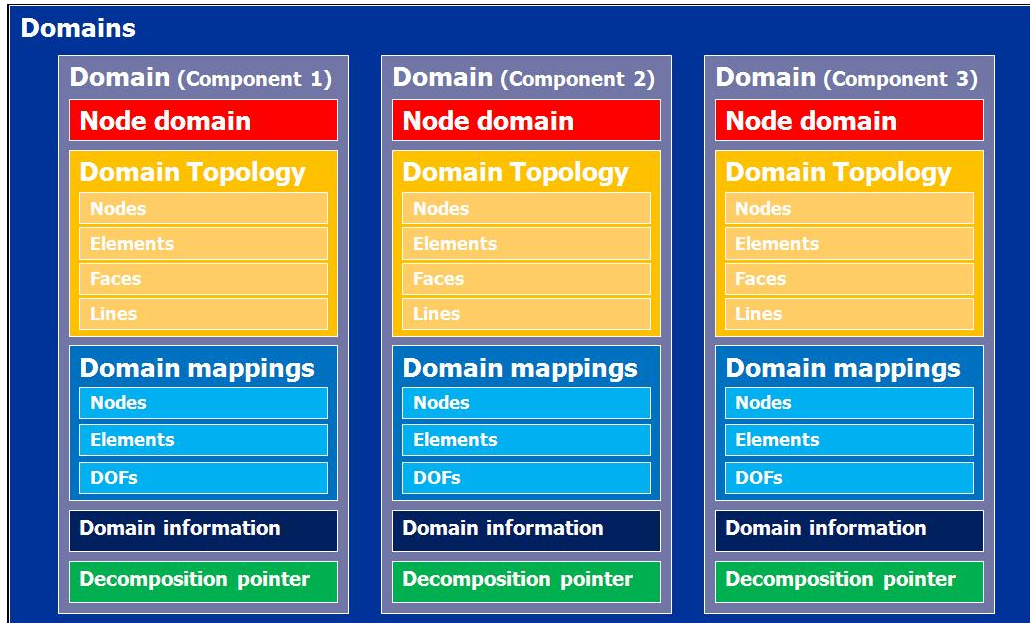 Domains
Domain (Component 1)
Node domain
Domain Topology
Nodes
Elements
Faces
Lines
Domain mappings
Nodes
Elements
DOFs
Domain information
Decomposition pointer
Domain (Component 2)
Node domain
Domain Topology
Nodes
Elements
Faces
Lines
Domain mappings
Nodes
Elements
DOFs
Domain information
Decomposition pointer
Domain (Component 3)
Node domain
Domain Topology
Nodes
Elements
Faces
Lines
Domain mappings
Nodes
Elements
DOFs
Domain information
Decomposition pointer